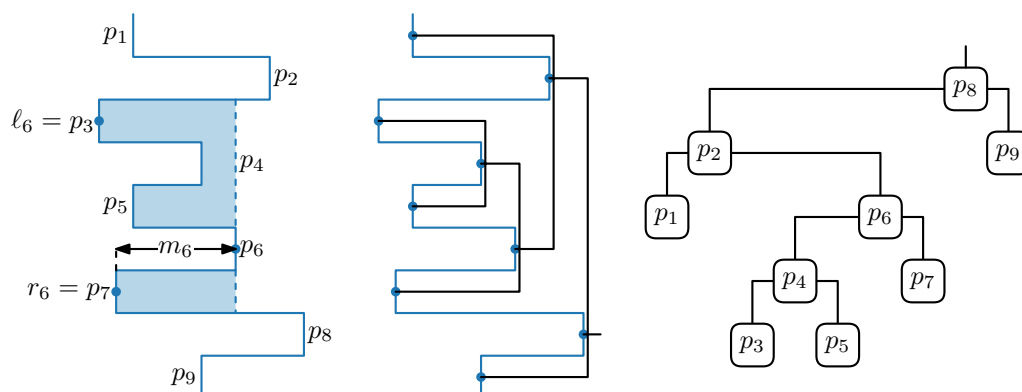 p₁
p₂
ℓ₆ = p₃
p₄
p₅
m₆
p₆
r₆ = p₇
p₈
p₉
p₈
p₂
p₉
p₁
p₆
p₄
p₇
p₃
p₅